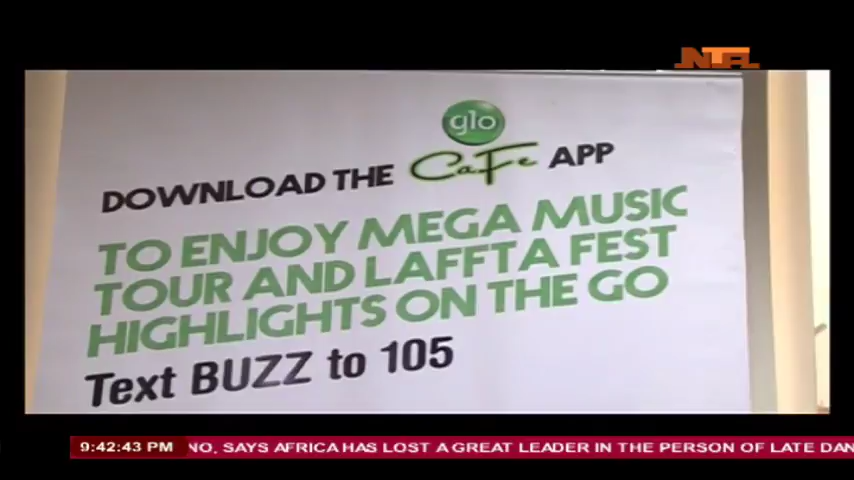 NTA
glo
DOWNLOAD THE CaFe APP
TO ENJOY MEGA MUSIC
TOUR AND LAFFTA FEST
HIGHLIGHTS ON THE GO
Text BUZZ to 105
9:42:43 PM NO, SAYS AFRICA HAS LOST A GREAT LEADER IN THE PERSON OF LATE DAN